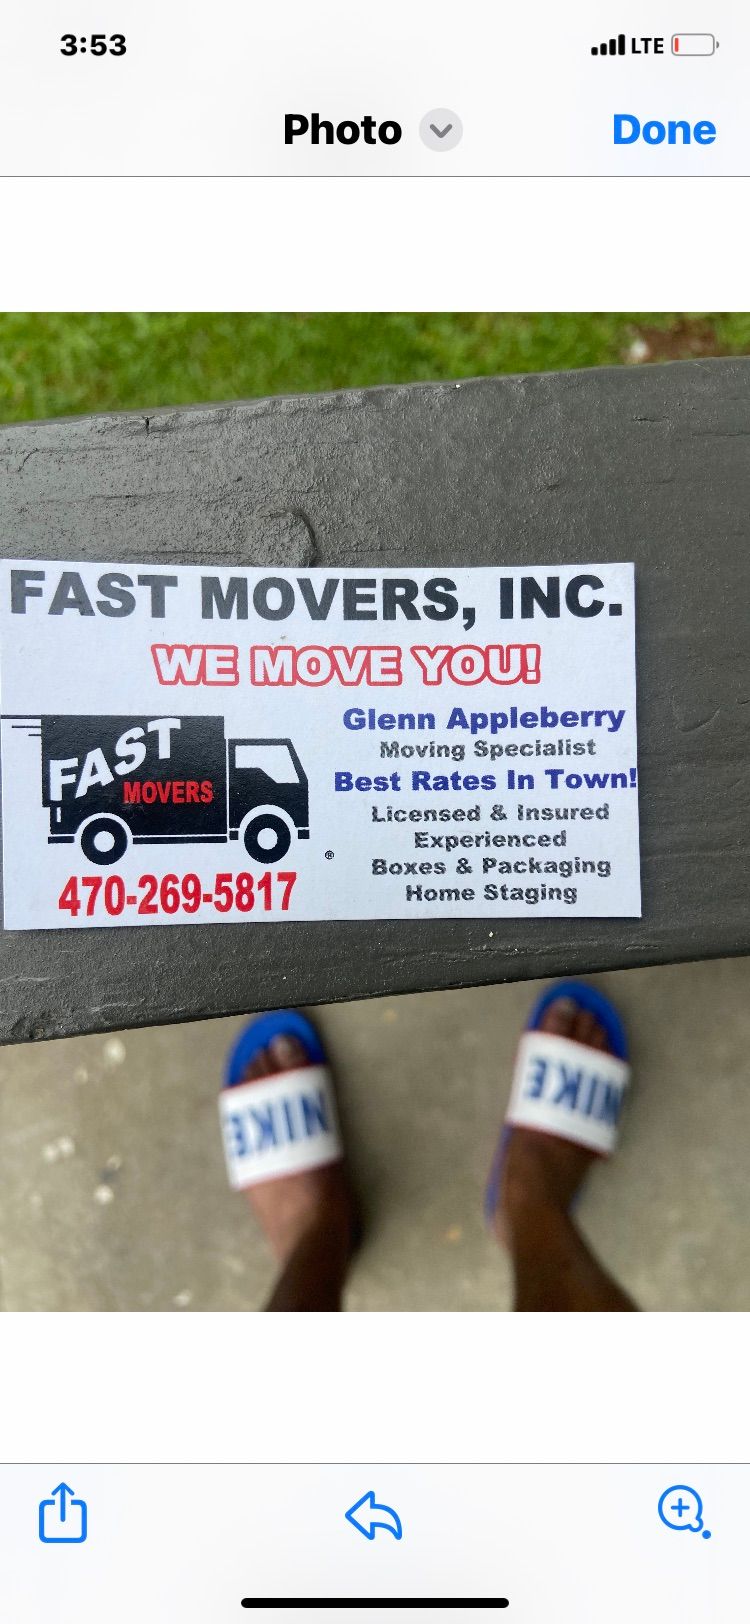 3:53
LTE
Photo
Done
FAST MOVERS, INC.
WE MOVE YOU!
FAST
MOVERS
®
470-269-5817
Glenn Appleberry
Moving Specialist
Best Rates In Town!
Licensed & Insured
Experienced
Boxes & Packaging
Home Staging
NIKE
NIKE